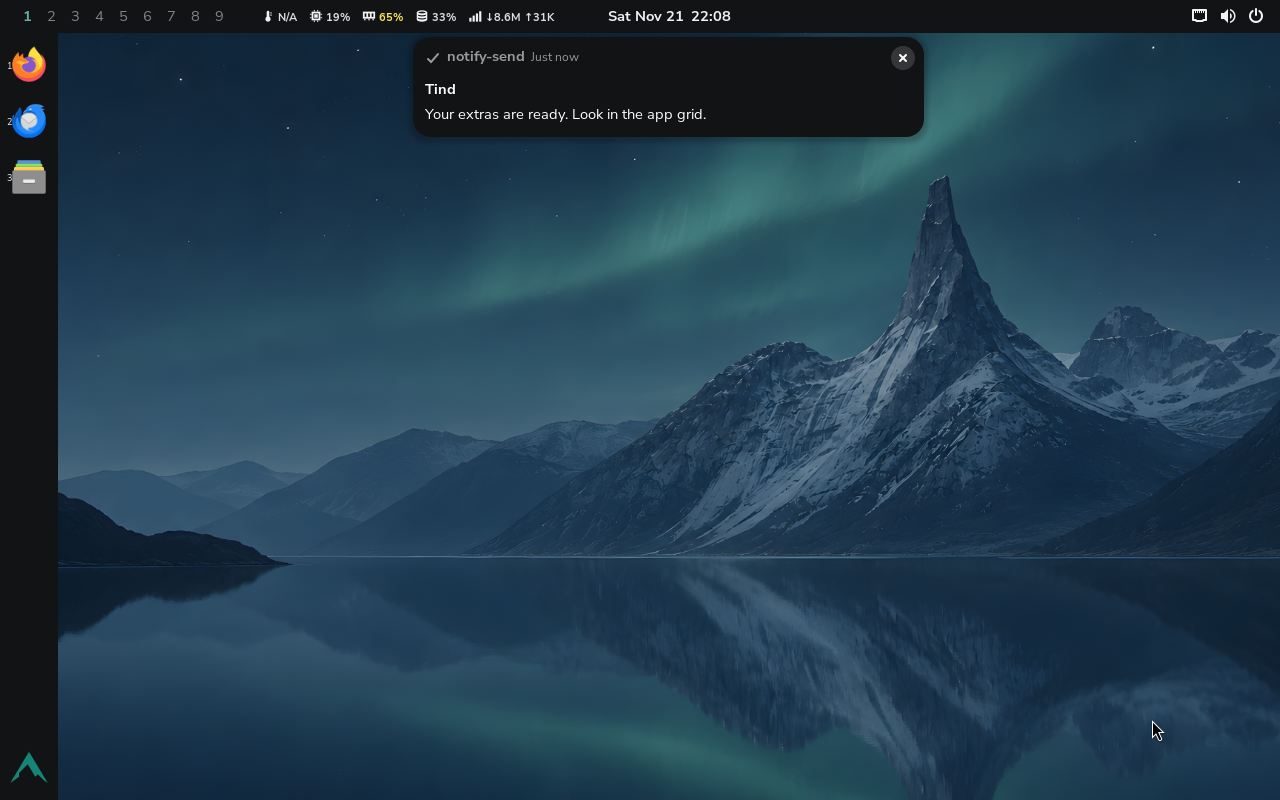 1 2 3 4 5 6 7 8 9 N/A 19% 65% 33% ↓8.6M ↑31K Sat Nov 21 22:08
notify-send Just now
Tind
Your extras are ready. Look in the app grid.
1
2
3